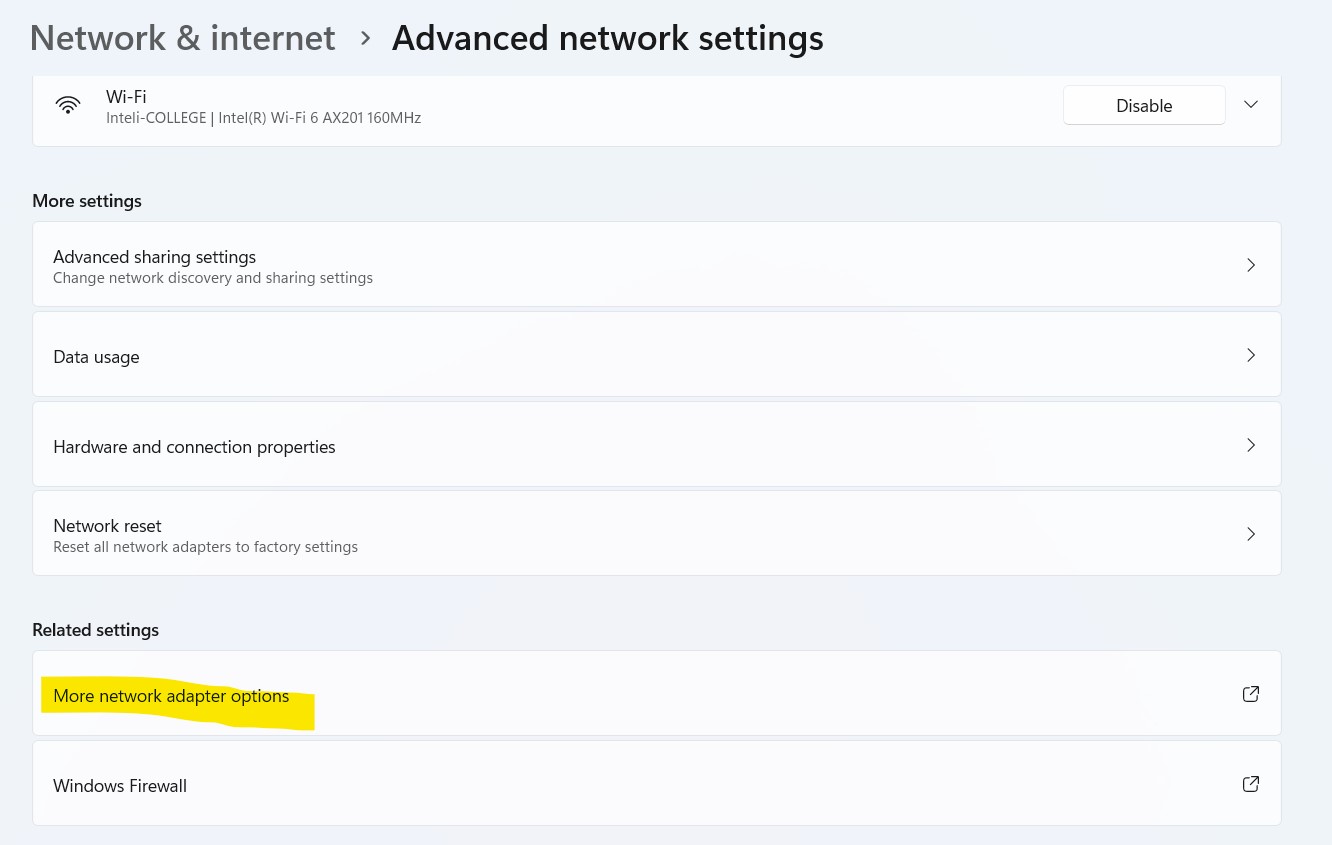 Network & internet > Advanced network settings
Wi-Fi
Inteli-COLLEGE | Intel(R) Wi-Fi 6 AX201 160MHz
Disable
More settings
Advanced sharing settings
Change network discovery and sharing settings
Data usage
Hardware and connection properties
Network reset
Reset all network adapters to factory settings
Related settings
More network adapter options
Windows Firewall